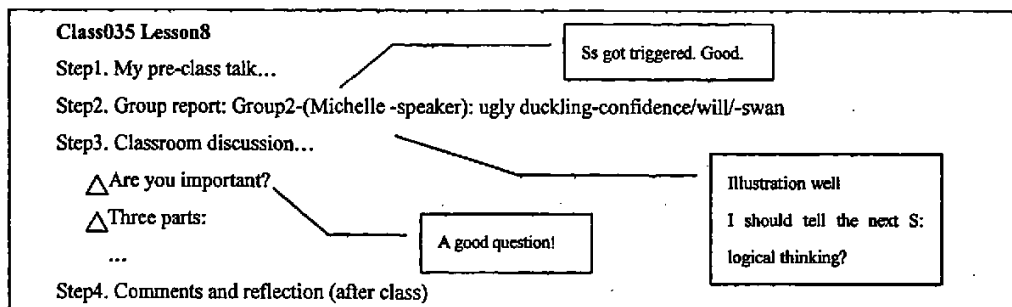 Class035 Lesson8
Ss got triggered. Good.
Step1. My pre-class talk…
Step2. Group report: Group2-(Michelle -speaker): ugly duckling-confidence/will/-swan
Step3. Classroom discussion…
△Are you important?
Illustration well
I should tell the next S:
logical thinking?
△Three parts:
A good question!
…
Step4. Comments and reflection (after class)